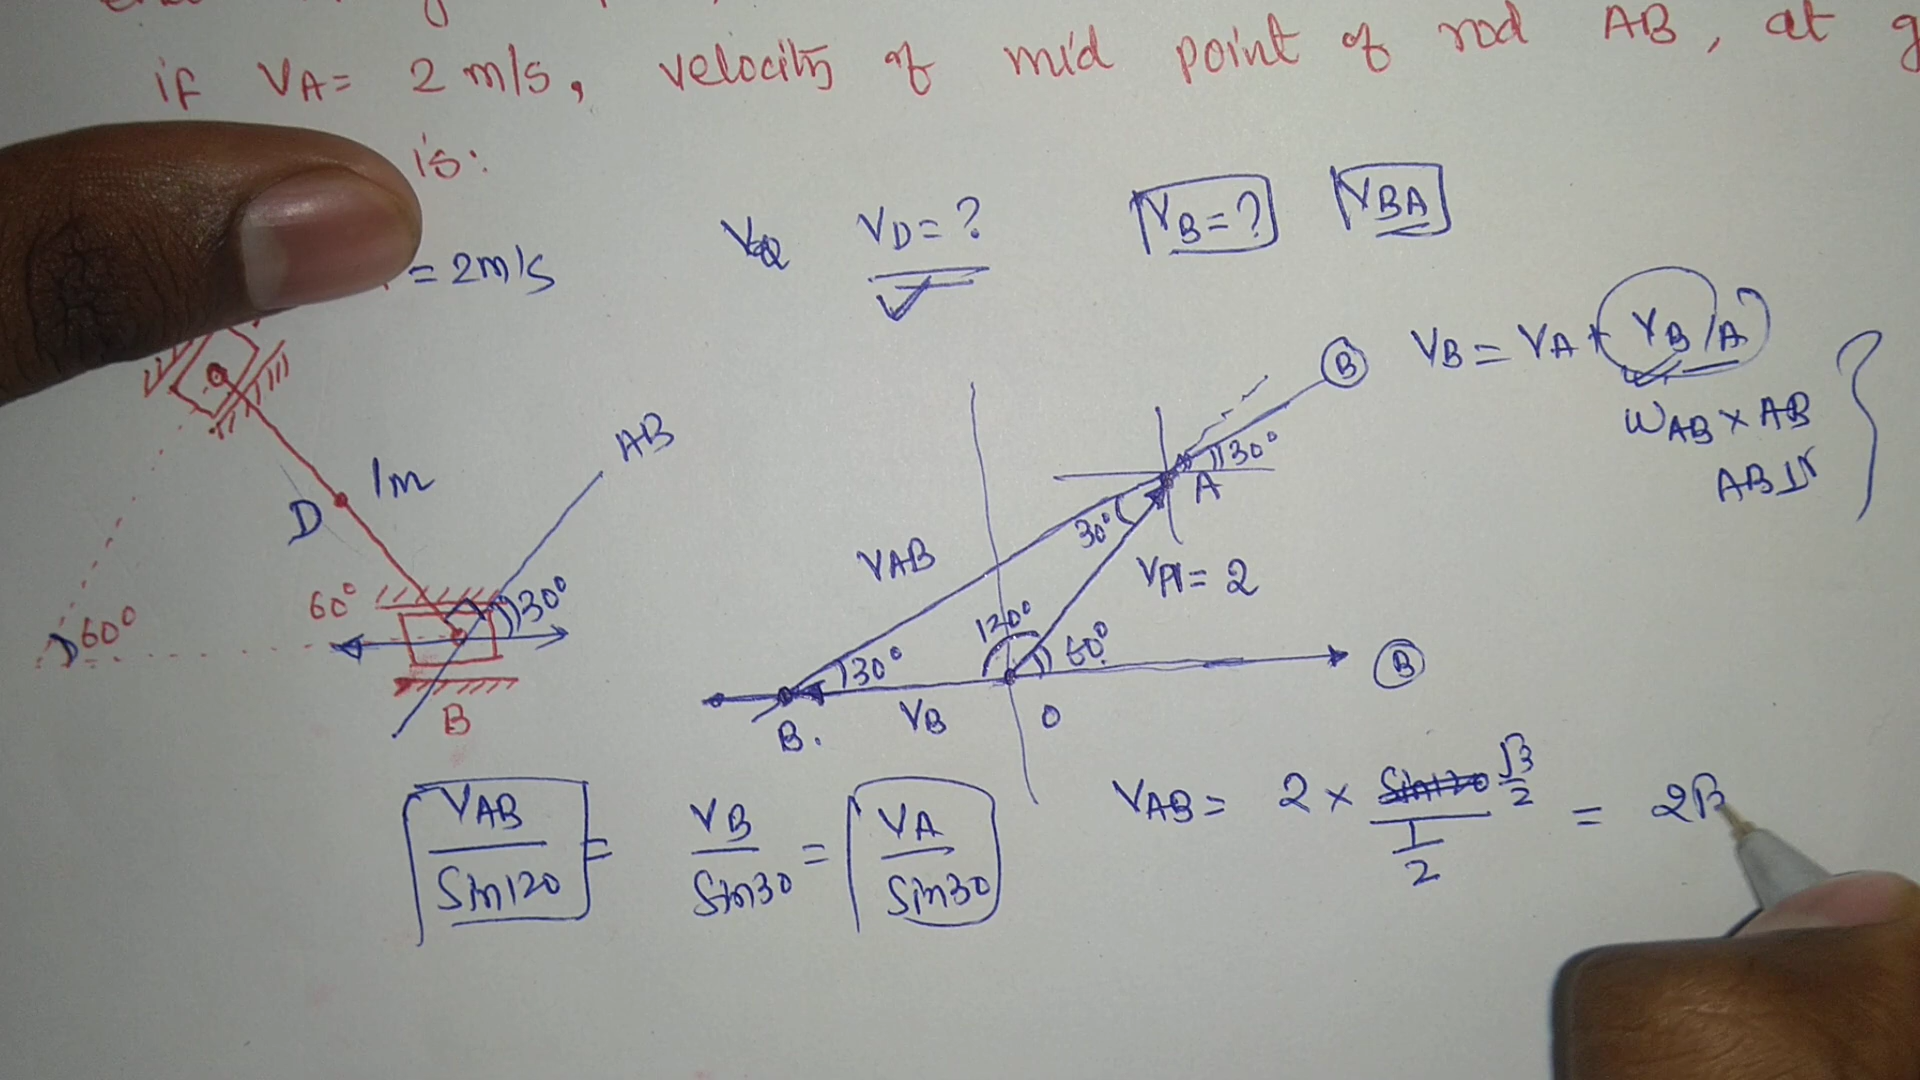 if VA= 2 m/s, velocity of mid point of rod AB, at
is:
= 2m/s
VD=?
VB=?
VBA
VB = VA + VB/A
WAB × AB
AB
B
30°
A
30°
VAB
VA = 2
120°
60°
30°
B.
VB
O
B
AB
1m
D
60°
30°
60°
B
VAB/Sin120 = VB/Sin30 = VA/Sin30
VAB = 2 × √3/2 / 1/2 = 2